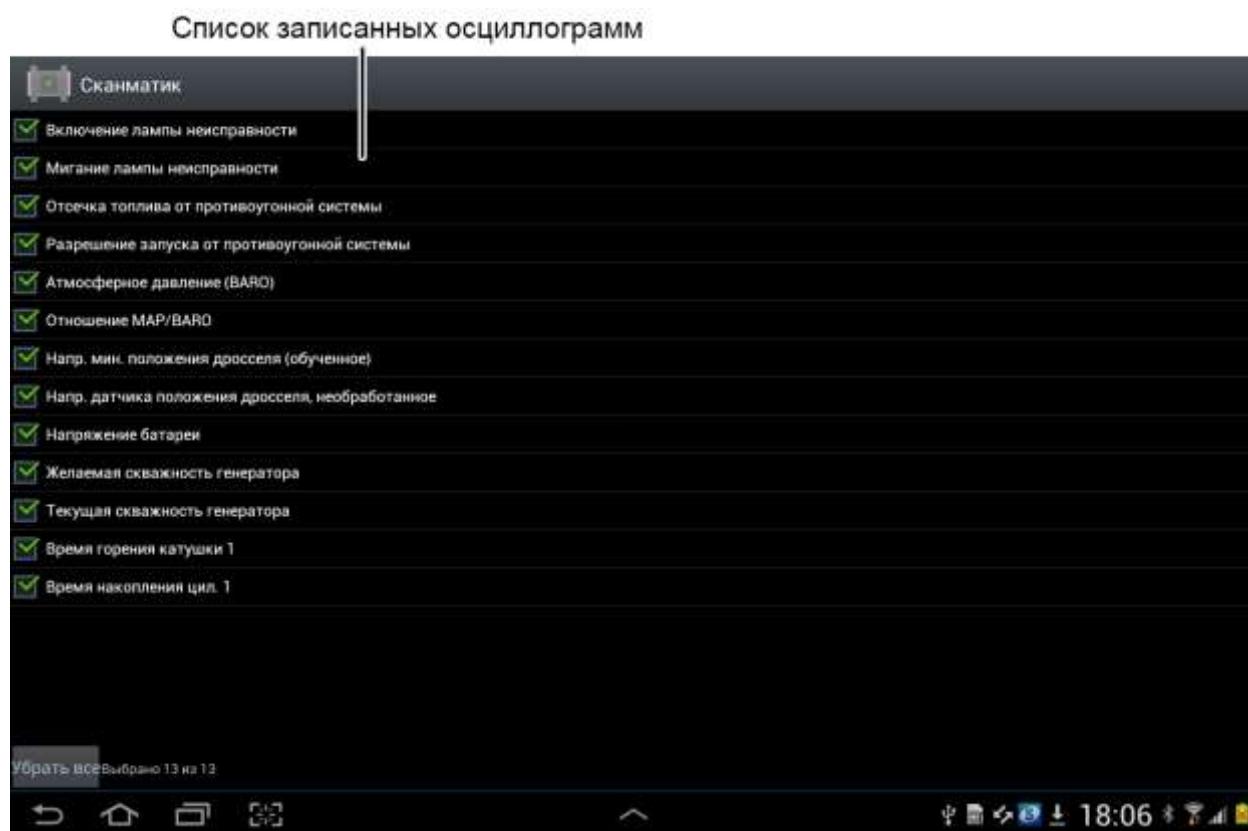 Список записанных осциллограмм
Сканматик
Включение лампы неисправности
Мигание лампы неисправности
Отсечка топлива от противоугонной системы
Разрешение запуска от противоугонной системы
Атмосферное давление (BARO)
Отношение MAP/BARO
Напр. мин. положения дросселя (обученное)
Напр. датчика положения дросселя, необработанное
Напряжение батареи
Желаемая скважность генератора
Текущая скважность генератора
Время горения катушки 1
Время накопления цил. 1
Убрать все Выбрано 13 из 13
18:06